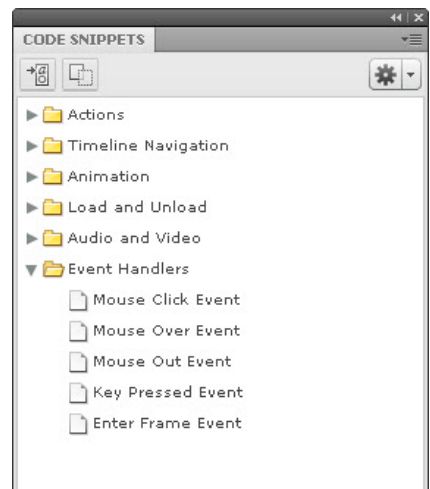 CODE SNIPPETS
Actions
Timeline Navigation
Animation
Load and Unload
Audio and Video
Event Handlers
Mouse Click Event
Mouse Over Event
Mouse Out Event
Key Pressed Event
Enter Frame Event